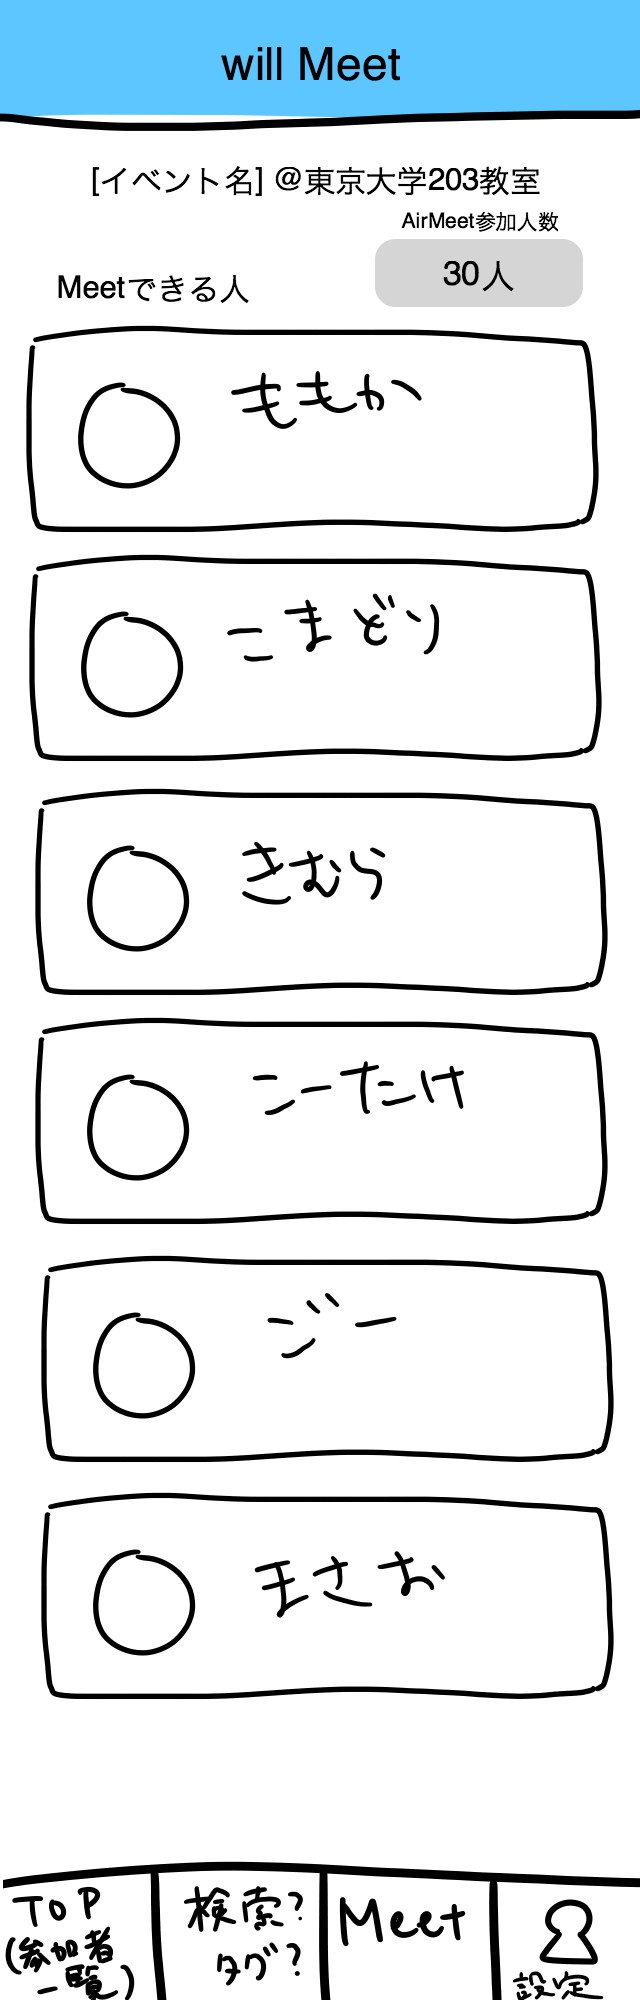 will Meet
[イベント名] @東京大学203教室
AirMeet参加人数
30人
Meetできる人
ももか
こまどり
きむら
こーたけ
ジー
まさお
TOP
(参加者
一覧)
検索?
タグ?
Meet
設定